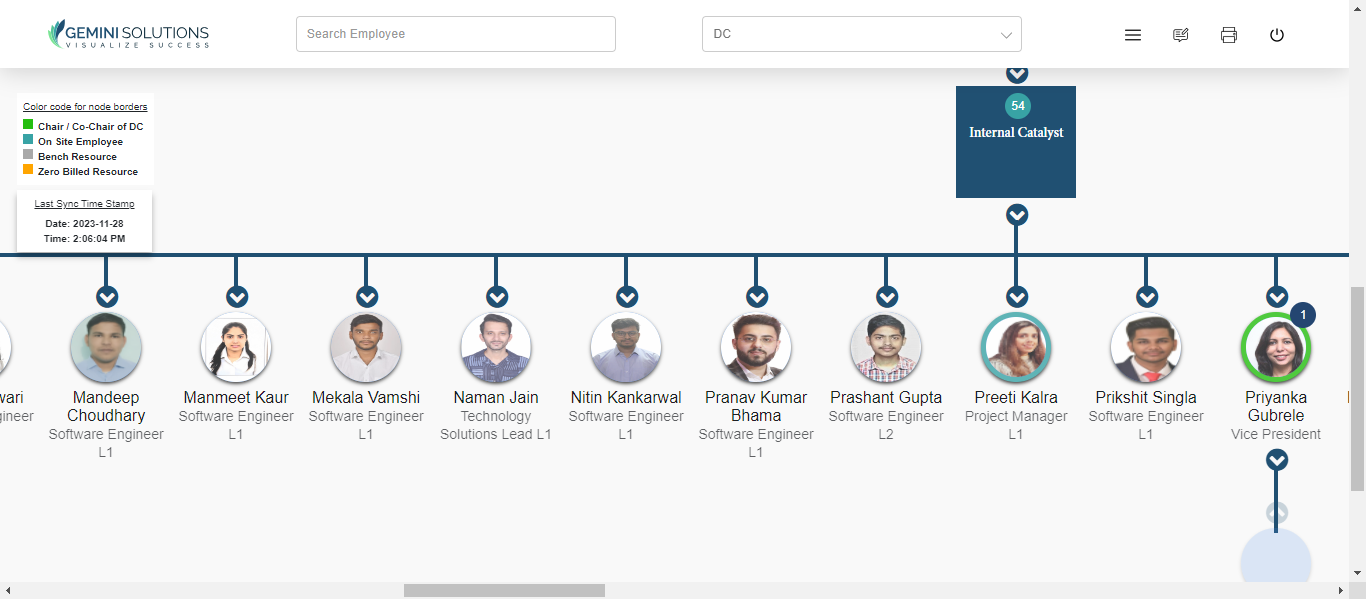 GEMINI SOLUTIONS
VISUALIZE SUCCESS
Search Employee
DC
Color code for node borders
Chair / Co-Chair of DC
On Site Employee
Bench Resource
Zero Billed Resource
Last Sync Time Stamp
Date: 2023-11-28
Time: 2:06:04 PM
54
Internal Catalyst
Mandeep
Choudhary
Software Engineer
L1
Manmeet Kaur
Software Engineer
L1
Mekala Vamshi
Software Engineer
L1
Naman Jain
Technology
Solutions Lead L1
Nitin Kankarwal
Software Engineer
L1
Pranav Kumar
Bhama
Software Engineer
L1
Prashant Gupta
Software Engineer
L2
Preeti Kalra
Project Manager
L1
Prikshit Singla
Software Engineer
L1
1
Priyanka
Gubrele
Vice President